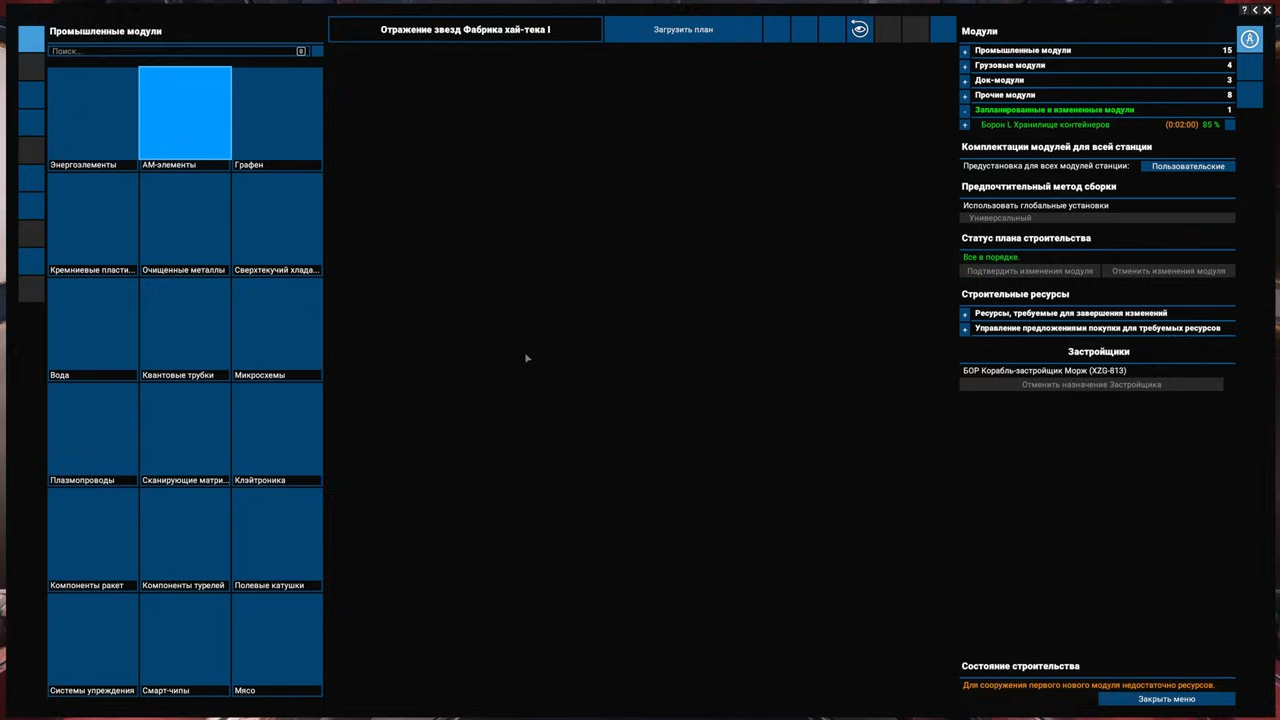 Промышленные модули
Поиск...
Энергоэлементы
АМ-элементы
Графен
Кремниевые пласти...
Очищенные металлы
Сверхтекучий хлада...
Вода
Квантовые трубки
Микросхемы
Плазмопроводы
Сканирующие матри...
Клэйтроника
Компоненты ракет
Компоненты турелей
Полевые катушки
Системы упреждения
Смарт-чипы
Мясо
Отражение звезд Фабрика хай-тека I
Загрузить план
Модули
Промышленные модули 15
Грузовые модули 4
Док-модули 3
Прочие модули 8
Запланированные и измененные модули 1
Борон L Хранилище контейнеров (0:02:00) 85 %
Комплектации модулей для всей станции
Предустановка для всех модулей станции: Пользовательские
Предпочтительный метод сборки
Использовать глобальные установки
Универсальный
Статус плана строительства
Все в порядке.
Подтвердить изменения модуля
Отменить изменения модуля
Строительные ресурсы
Ресурсы, требуемые для завершения изменений
Управление предложениями покупки для требуемых ресурсов
Застройщики
БОР Корабль-застройщик Морж (XZG-813)
Отменить назначение Застройщика
Состояние строительства
Для сооружения первого нового модуля недостаточно ресурсов.
Закрыть меню